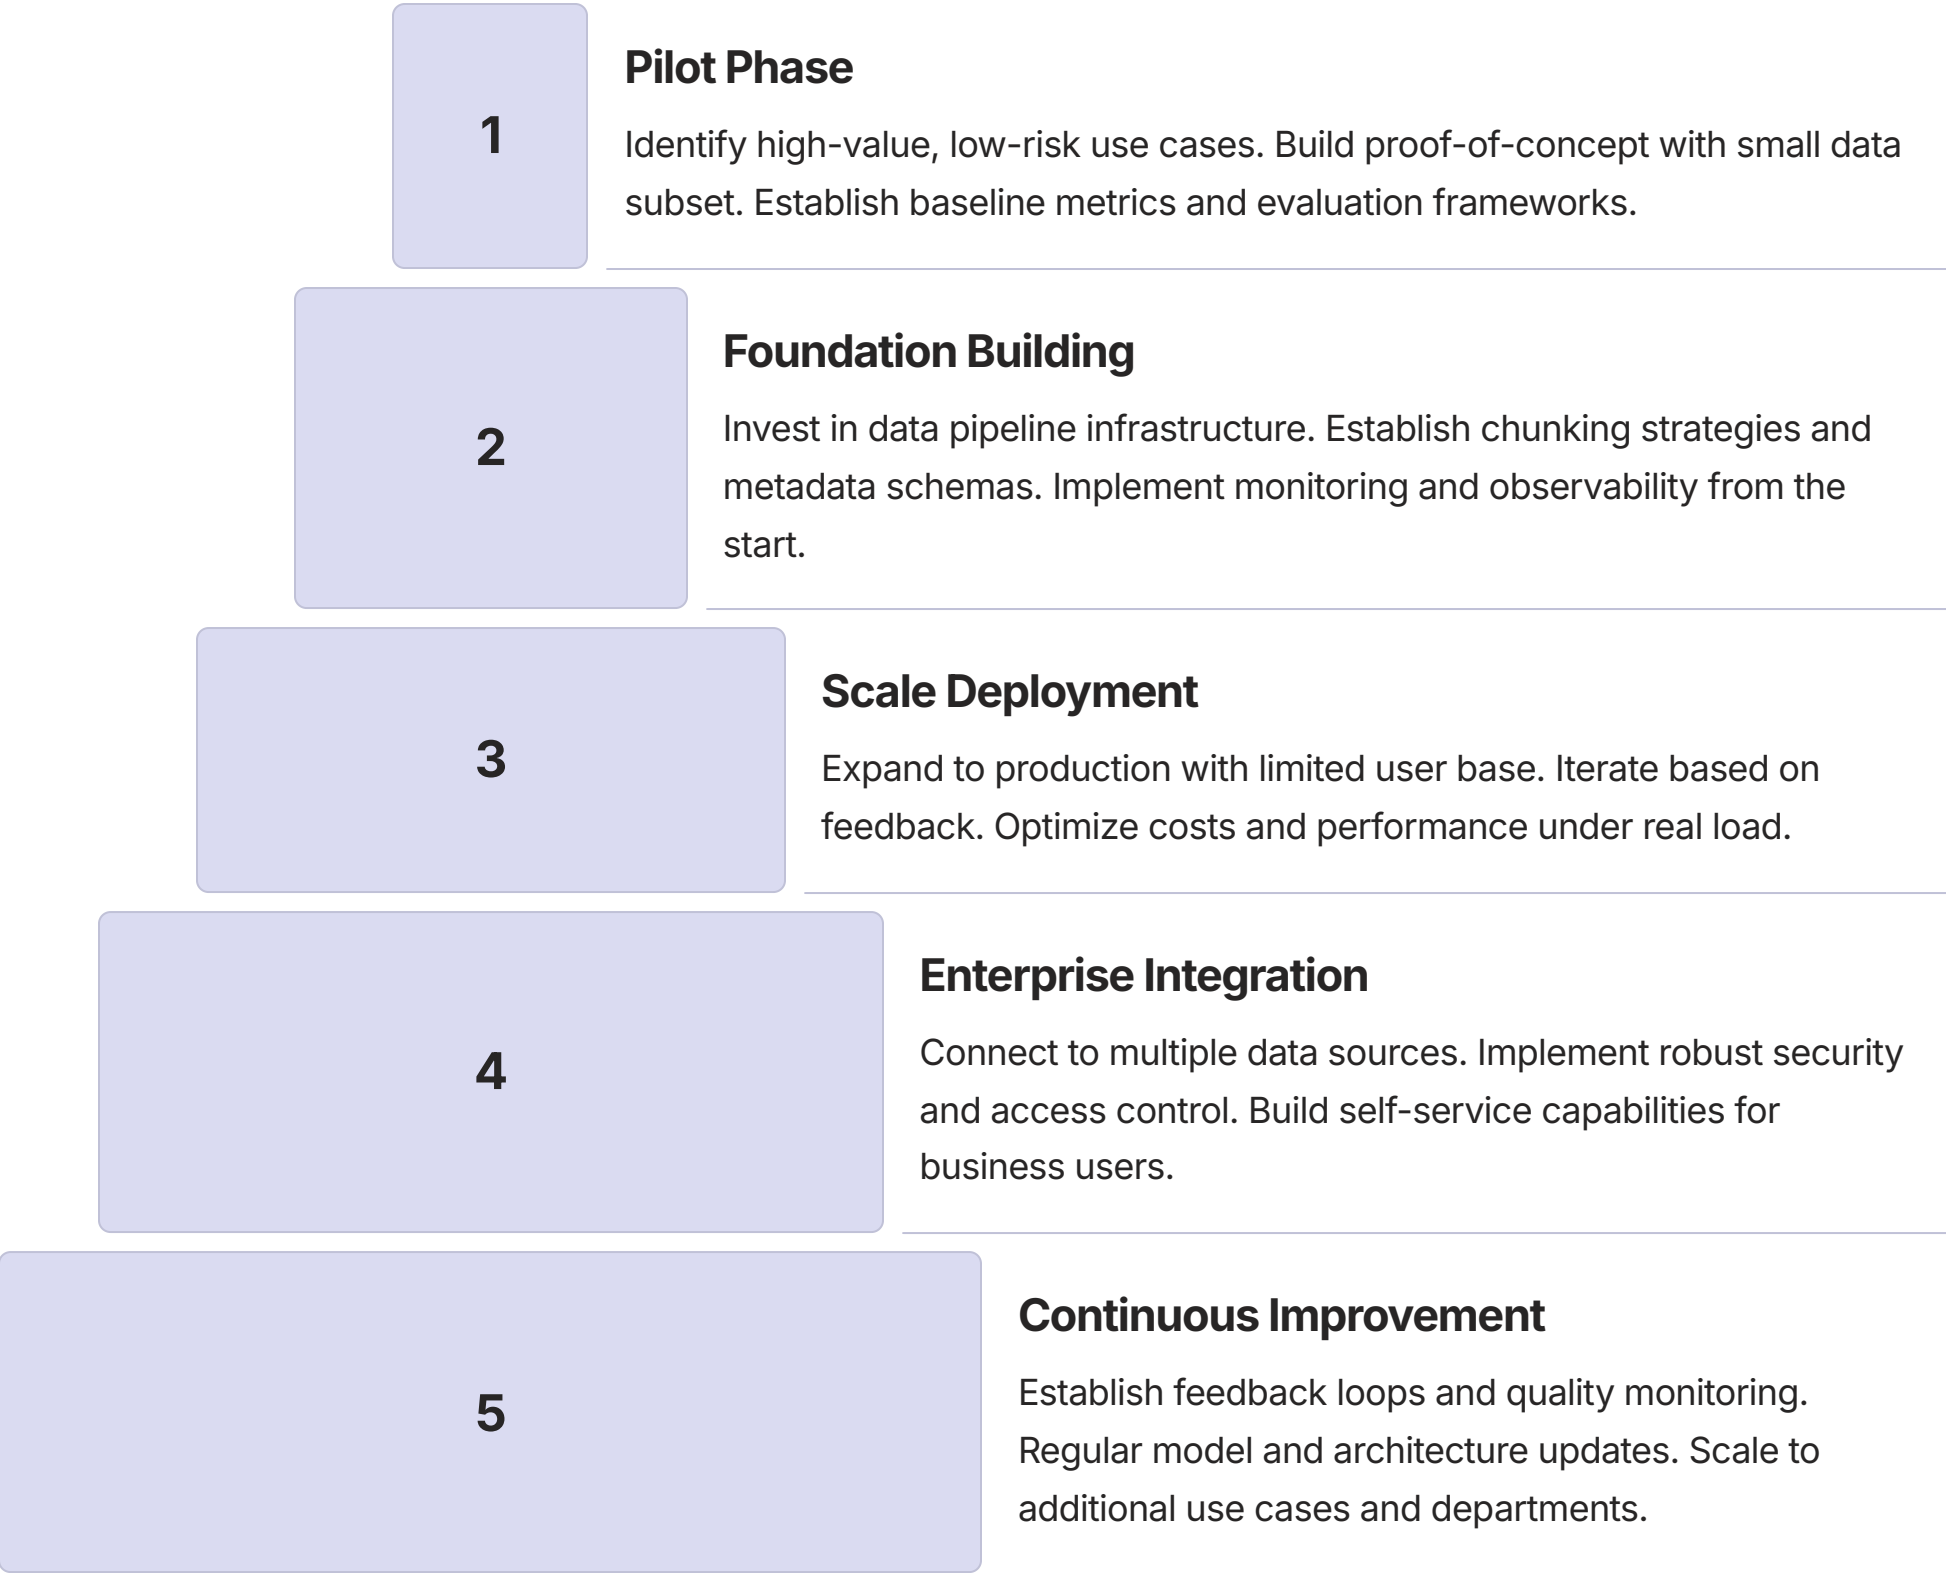 1
Pilot Phase
Identify high-value, low-risk use cases. Build proof-of-concept with small data
subset. Establish baseline metrics and evaluation frameworks.
2
Foundation Building
Invest in data pipeline infrastructure. Establish chunking strategies and
metadata schemas. Implement monitoring and observability from the
start.
3
Scale Deployment
Expand to production with limited user base. Iterate based on
feedback. Optimize costs and performance under real load.
4
Enterprise Integration
Connect to multiple data sources. Implement robust security
and access control. Build self-service capabilities for
business users.
5
Continuous Improvement
Establish feedback loops and quality monitoring.
Regular model and architecture updates. Scale to
additional use cases and departments.